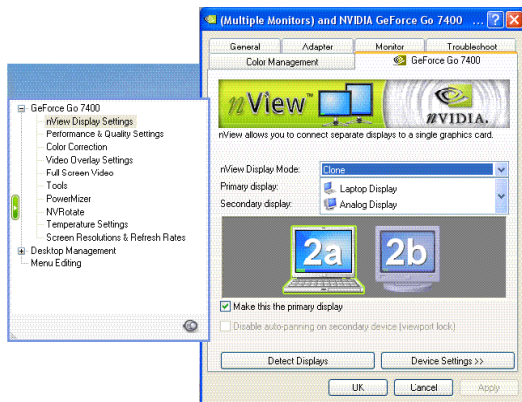 (Multiple Monitors) and NVIDIA GeForce Go 7400 ...
General Adapter Monitor Troubleshoot
Color Management GeForce Go 7400
nView™ NVIDIA.
nView allows you to connect separate displays to a single graphics card.
nView Display Mode: Clone
Primary display: Laptop Display
Secondary display: Analog Display
2a 2b
Make this the primary display
Disable auto-panning on secondary device (viewport lock)
Detect Displays Device Settings >>
OK Cancel Apply
GeForce Go 7400
nView Display Settings
Performance & Quality Settings
Color Correction
Video Overlay Settings
Full Screen Video
Tools
PowerMizer
NVRotate
Temperature Settings
Screen Resolutions & Refresh Rates
Desktop Management
Menu Editing